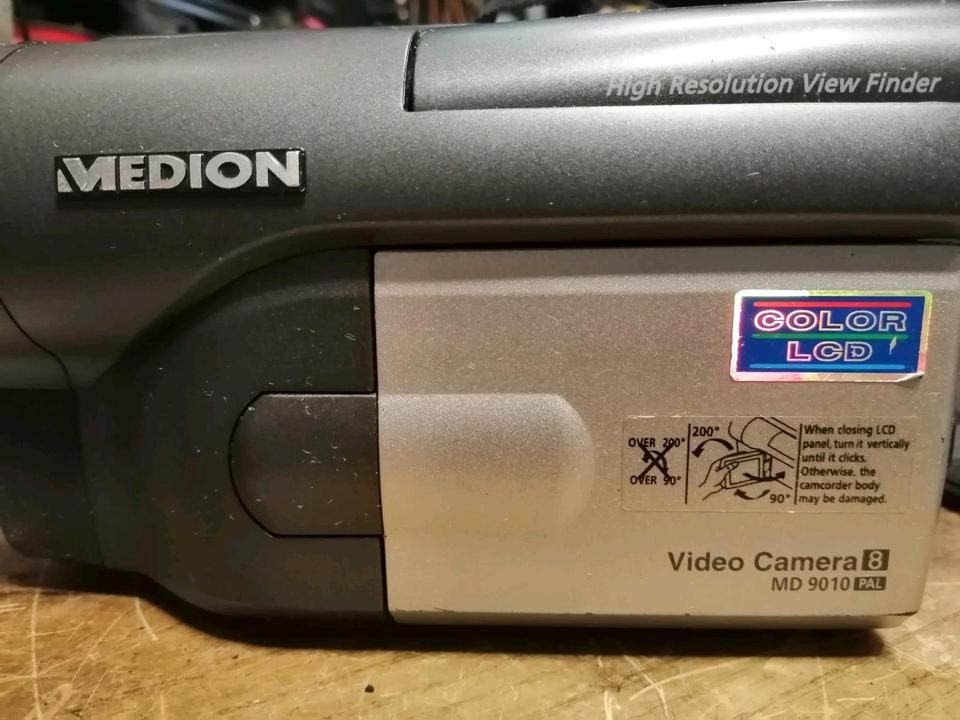 High Resolution View Finder
MEDION
COLOR
LCD
OVER 200°
OVER 90°
200°
90°
When closing LCD
panel, turn it vertically
until it clicks.
Otherwise, the
camcorder body
may be damaged.
Video Camera 8
MD 9010 PAL